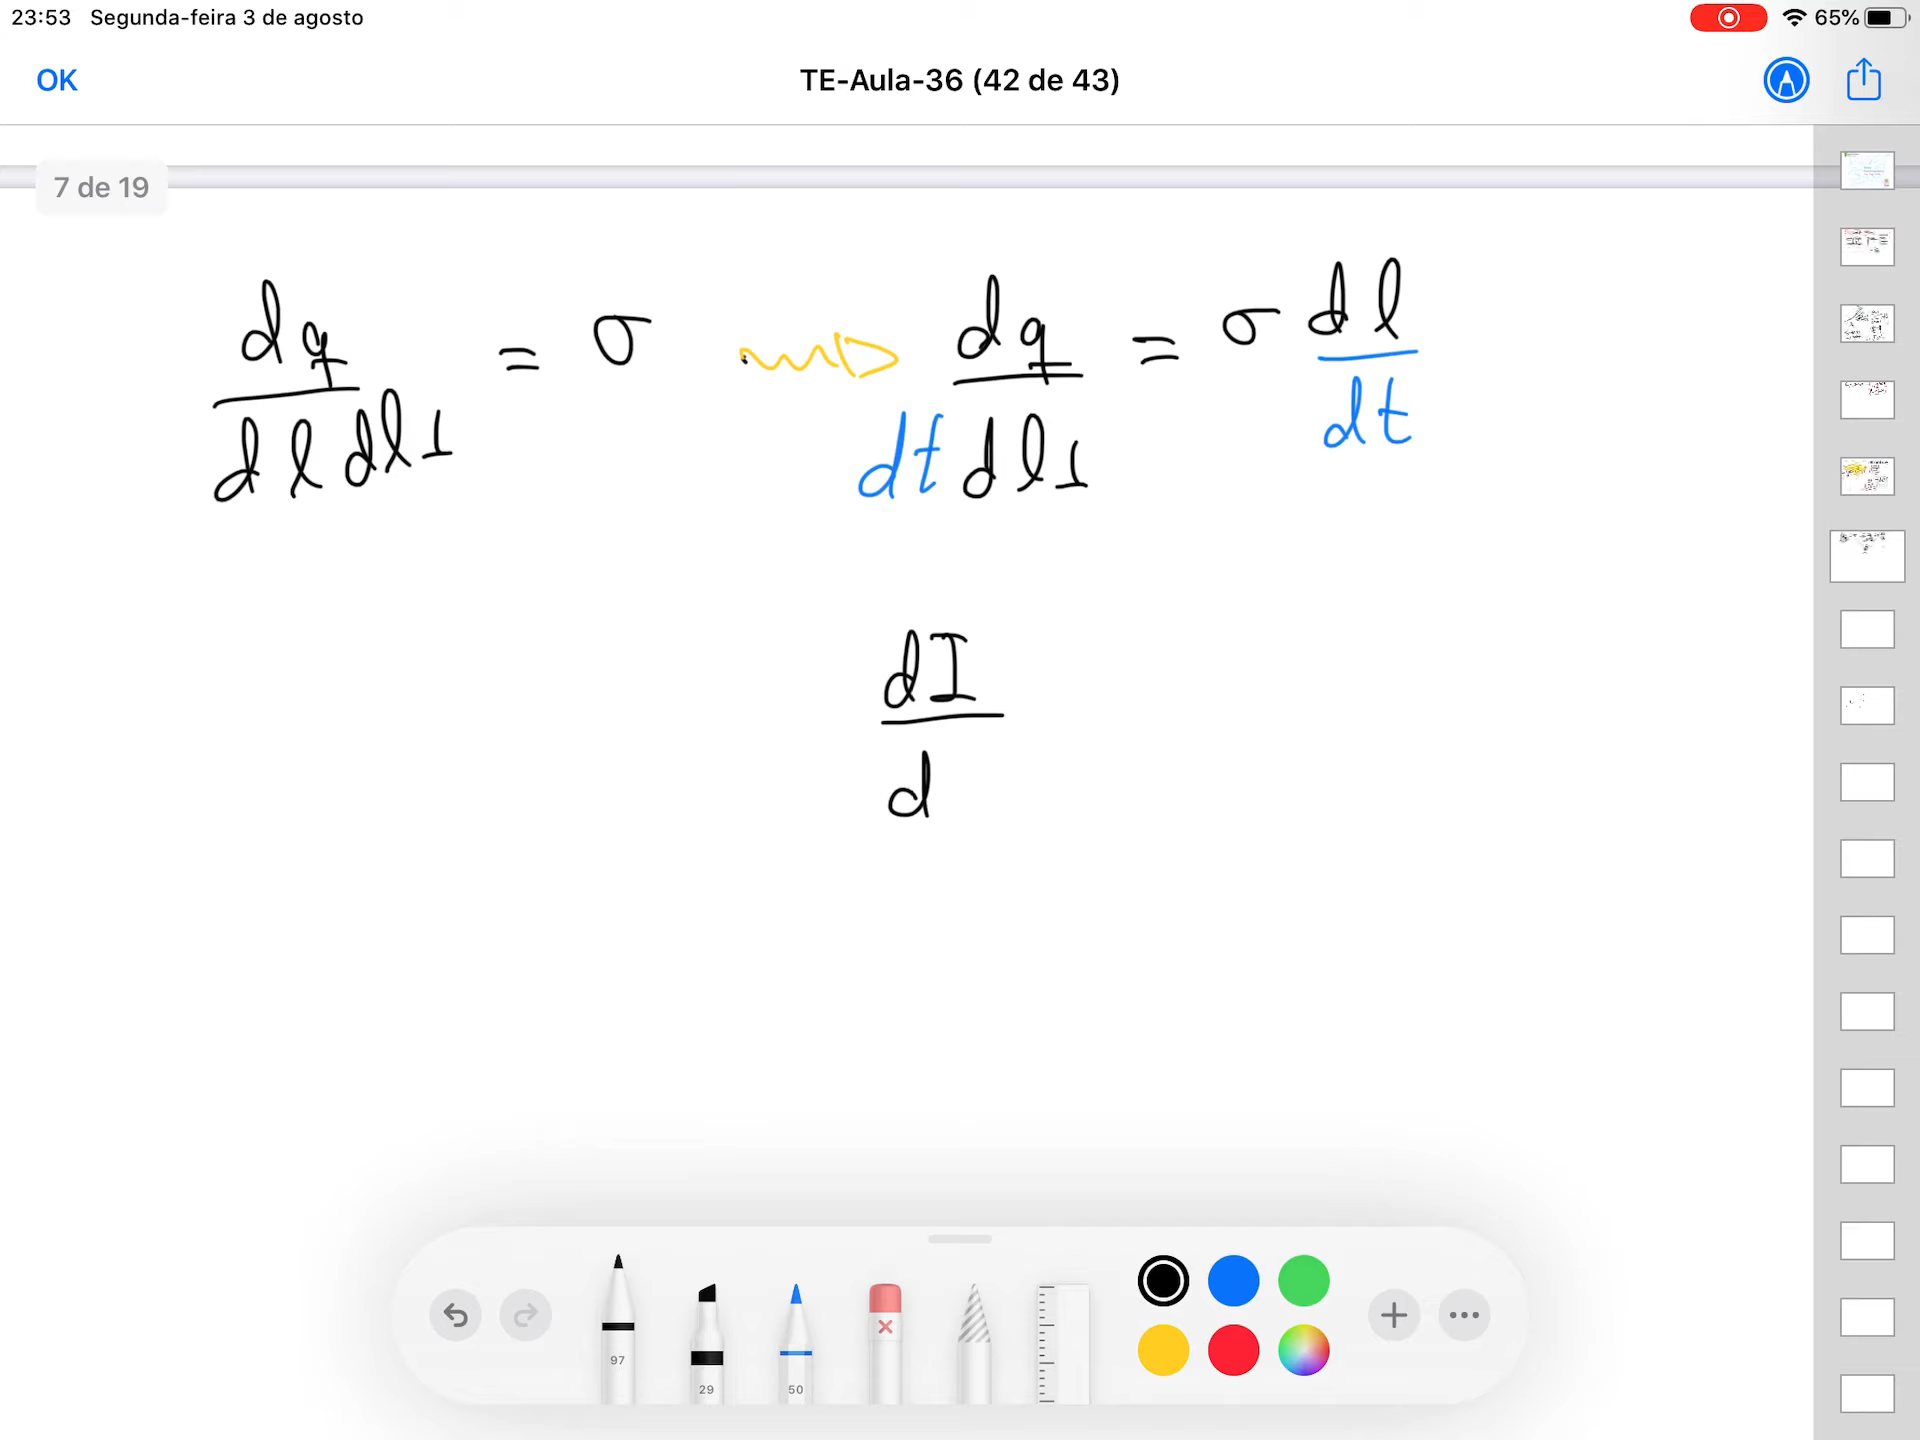 23:53 Segunda-feira 3 de agosto 65%
OK TE-Aula-36 (42 de 43)
7 de 19
dq = σ dq = σ dl
dl dl⊥ dt dl⊥ dt
dI
d
97 29 50